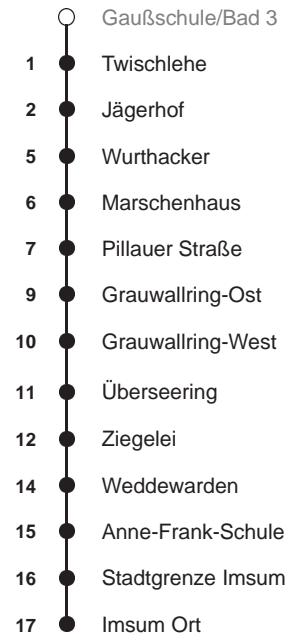 Gaußschule/Bad 3
1 Twischlehe
2 Jägerhof
5 Wurthacker
6 Marschenhaus
7 Pillauer Straße
9 Grauwallring-Ost
10 Grauwallring-West
11 Überseering
12 Ziegelei
14 Weddewarden
15 Anne-Frank-Schule
16 Stadtgrenze Imsum
17 Imsum Ort